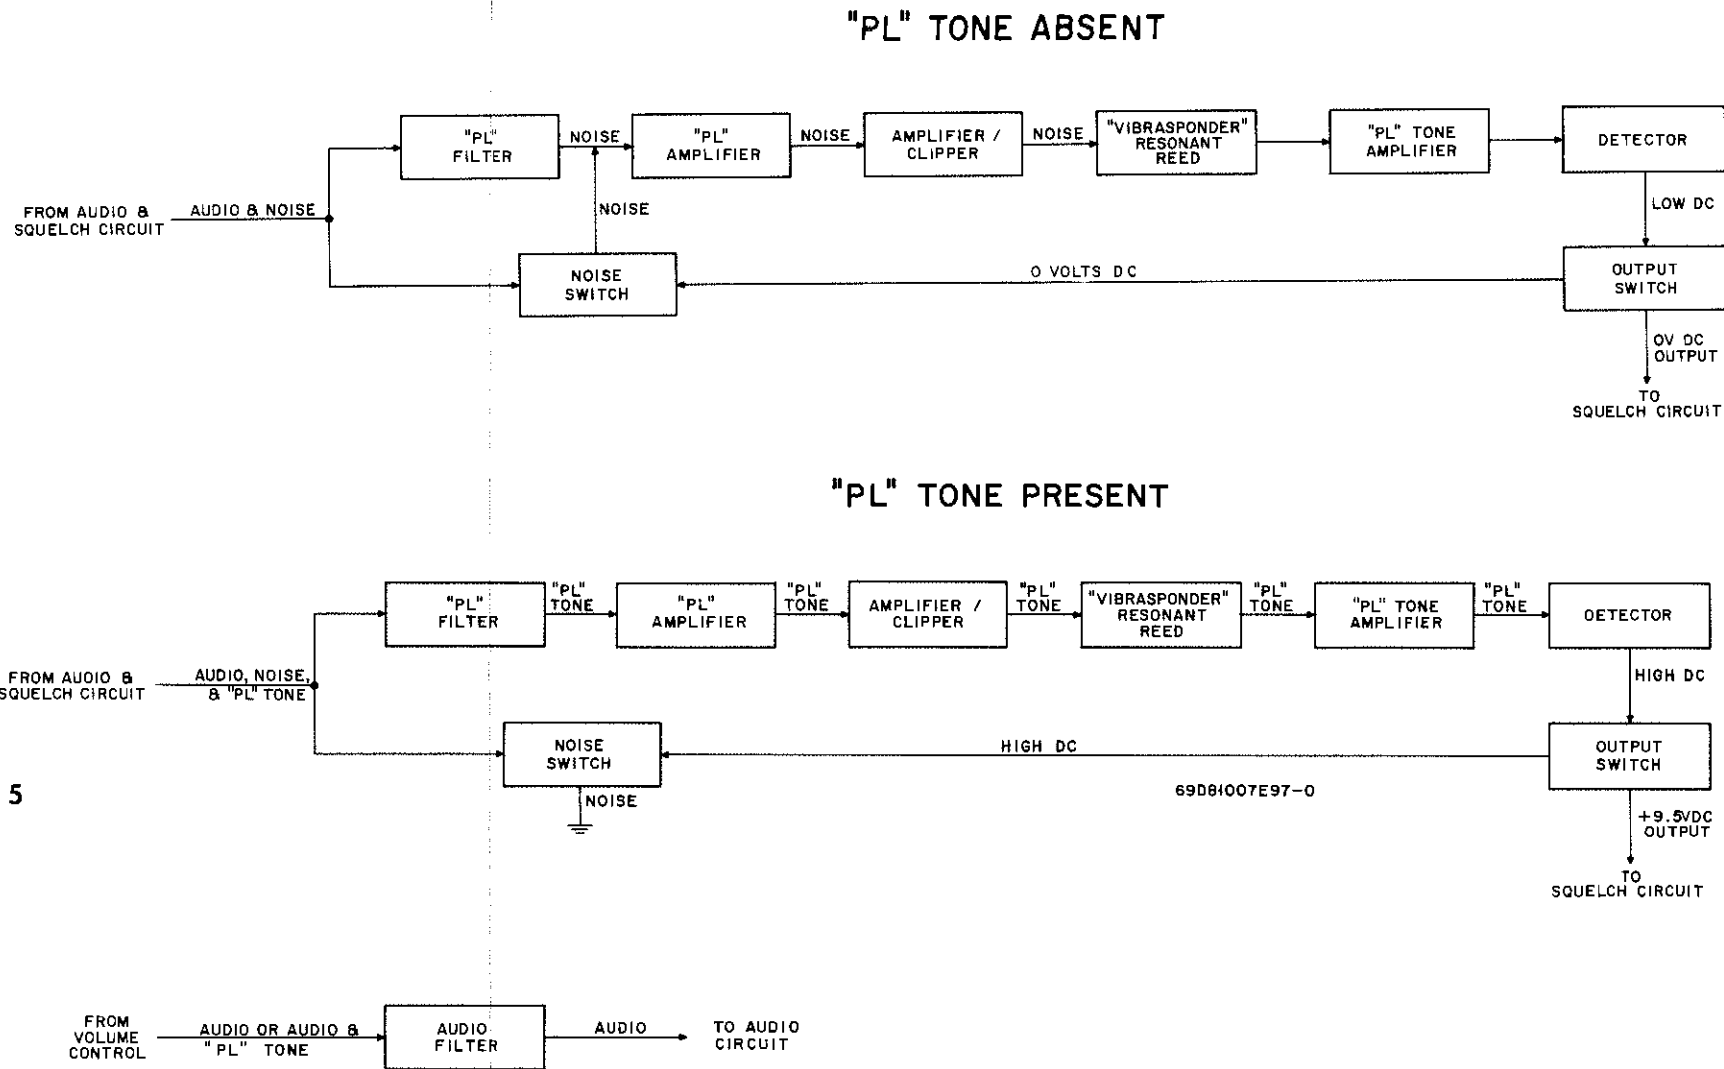 "PL" TONE ABSENT
"PL"
FILTER
NOISE
"PL"
AMPLIFIER
NOISE
AMPLIFIER /
CLIPPER
NOISE
"VIBRASPONDER"
RESONANT
REED
"PL" TONE
AMPLIFIER
DETECTOR
FROM AUDIO &
SQUELCH CIRCUIT
AUDIO & NOISE
NOISE
LOW DC
NOISE
SWITCH
O VOLTS DC
OUTPUT
SWITCH
OV DC
OUTPUT
TO
SQUELCH CIRCUIT
"PL" TONE PRESENT
"PL"
FILTER
"PL"
TONE
"PL"
AMPLIFIER
"PL"
TONE
AMPLIFIER /
CLIPPER
"PL"
TONE
"VIBRASPONDER"
RESONANT
REED
"PL"
TONE
"PL" TONE
AMPLIFIER
"PL"
TONE
DETECTOR
FROM AUDIO &
SQUELCH CIRCUIT
AUDIO, NOISE,
& "PL" TONE
HIGH DC
NOISE
SWITCH
HIGH DC
OUTPUT
SWITCH
5
NOISE
69D81007E97-0
+9.5VDC
OUTPUT
TO
SQUELCH CIRCUIT
FROM
VOLUME
CONTROL
AUDIO OR AUDIO &
"PL" TONE
AUDIO
FILTER
AUDIO
TO AUDIO
CIRCUIT